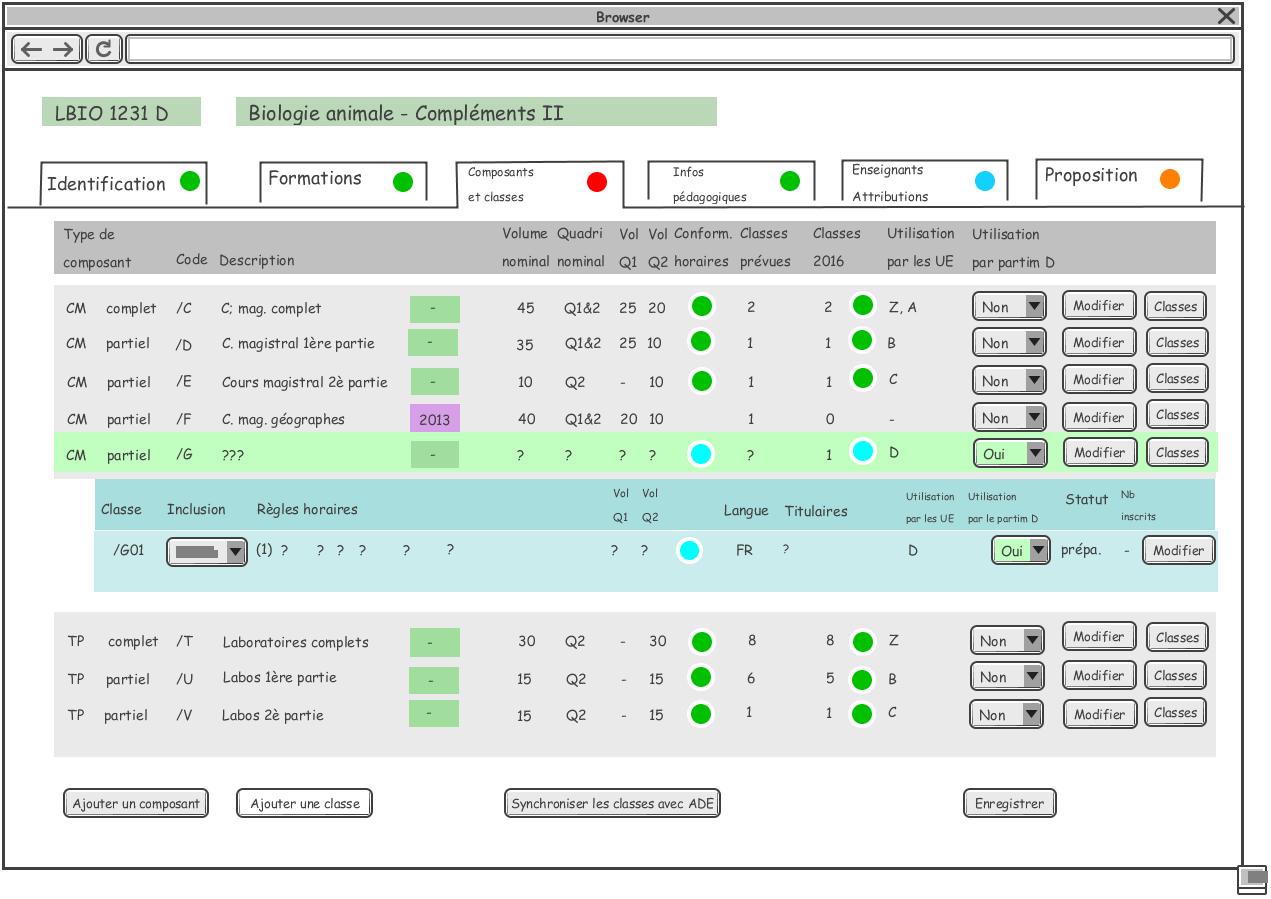 Browser
LBIO 1231 D Biologie animale - Compléments II
Identification Formations Composants et classes Infos pédagogiques Enseignants Attributions Proposition
Type de composant Code Description Volume nominal Quadri nominal Vol Q1 Vol Q2 Conform. horaires Classes prévues Classes 2016 Utilisation par les UE Utilisation par partim D
CM complet /C C; mag. complet - 45 Q1&2 25 20 2 2 Z, A Non Modifier Classes
CM partiel /D C. magistral 1ère partie - 35 Q1&2 25 10 1 1 B Non Modifier Classes
CM partiel /E Cours magistral 2è partie - 10 Q2 - 10 1 1 C Non Modifier Classes
CM partiel /F C. mag. géographes 2013 40 Q1&2 20 10 1 0 - Non Modifier Classes
CM partiel /G ??? - ? ? ? ? ? 1 D Oui Modifier Classes
Classe Inclusion Règles horaires Vol Q1 Vol Q2 Langue Titulaires Utilisation par les UE Utilisation par le partim D Statut Nb inscrits
/G01 (1) ? ? ? ? ? ? ? ? FR ? D Oui prépa. - Modifier
TP complet /T Laboratoires complets - 30 Q2 - 30 8 8 Z Non Modifier Classes
TP partiel /U Labos 1ère partie - 15 Q2 - 15 6 5 B Non Modifier Classes
TP partiel /V Labos 2è partie - 15 Q2 - 15 1 1 C Non Modifier Classes
Ajouter un composant Ajouter une classe Synchroniser les classes avec ADE Enregistrer